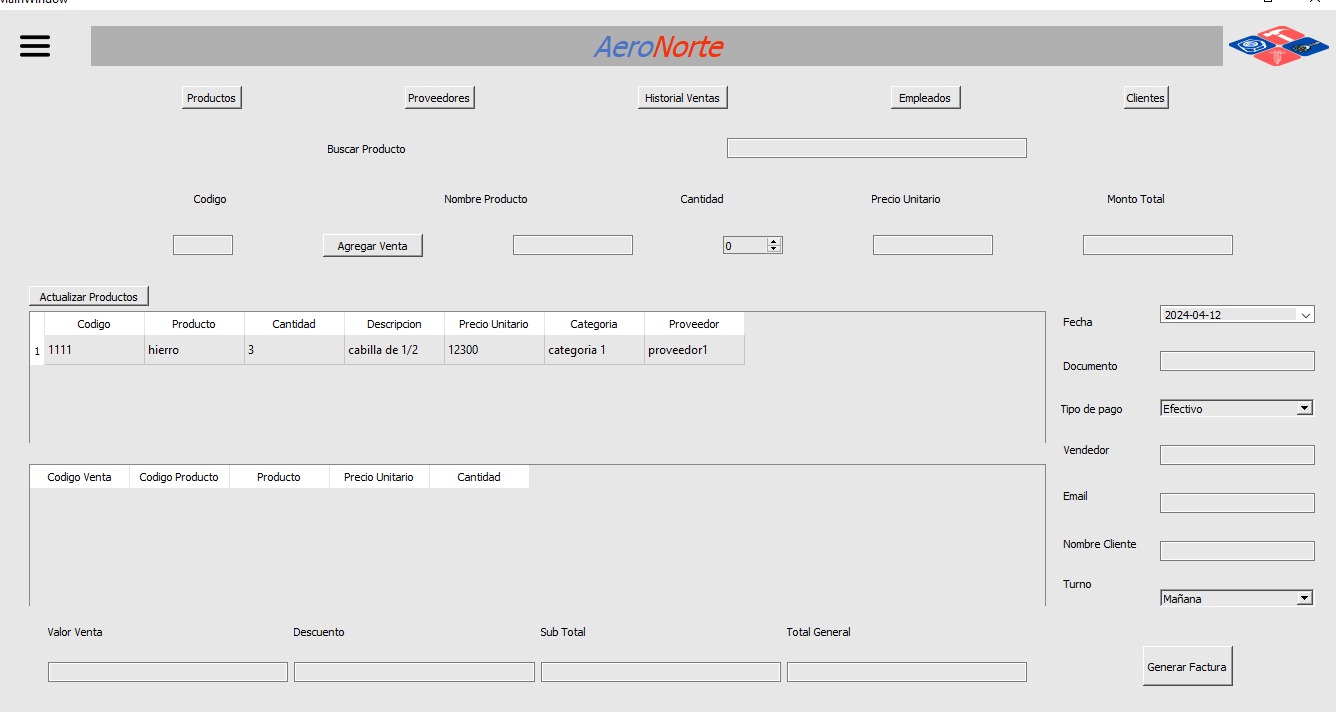 MainWindow
AeroNorte
Productos Proveedores Historial Ventas Empleados Clientes
Buscar Producto
Codigo Nombre Producto Cantidad Precio Unitario Monto Total
Agregar Venta 0
Actualizar Productos
Codigo Producto Cantidad Descripcion Precio Unitario Categoria Proveedor
1 1111 hierro 3 cabilla de 1/2 12300 categoria 1 proveedor1
Fecha 2024-04-12
Documento
Tipo de pago Efectivo
Vendedor
Codigo Venta Codigo Producto Producto Precio Unitario Cantidad
Email
Nombre Cliente
Turno Mañana
Valor Venta Descuento Sub Total Total General
Generar Factura